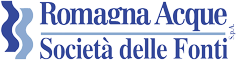 Romagna Acque
Società delle Fonti S.p.A.